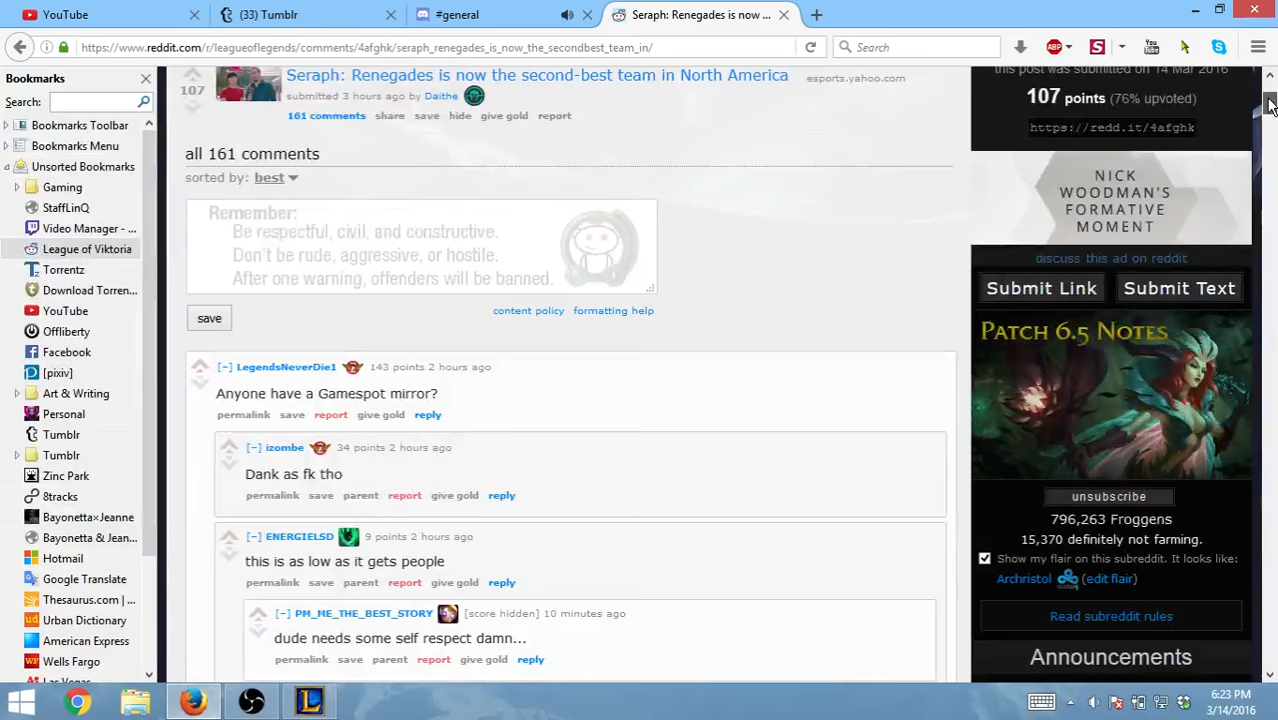 YouTube
(33) Tumblr
#general
Seraph: Renegades is now ...
https://www.reddit.com/r/leagueoflegends/comments/4afghk/seraph_renegades_is_now_the_secondbest_team_in/
Search
ABP
S
You Tube
Bookmarks
Search:
Bookmarks Toolbar
Bookmarks Menu
Unsorted Bookmarks
Gaming
StaffLinQ
Video Manager - ...
League of Viktoria
Torrentz
Download Torren...
YouTube
Offliberty
Facebook
[pixiv]
Art & Writing
Personal
Tumblr
Tumblr
Zinc Park
8tracks
Bayonetta×Jeanne
Bayonetta & Jean...
Hotmail
Google Translate
Thesaurus.com | ...
Urban Dictionary
American Express
Wells Fargo
Las Vegas
107
Seraph: Renegades is now the second-best team in North America
esports.yahoo.com
submitted 3 hours ago by Daithe
161 comments share save hide give gold report
all 161 comments
sorted by: best
Remember:
Be respectful, civil, and constructive.
Don't be rude, aggressive, or hostile.
After one warning, offenders will be banned.
save
content policy formatting help
[–] LegendsNeverDie1 143 points 2 hours ago
Anyone have a Gamespot mirror?
permalink save report give gold reply
[–] izombe 34 points 2 hours ago
Dank as fk tho
permalink save parent report give gold reply
[–] ENERGIELSD 9 points 2 hours ago
this is as low as it gets people
permalink save parent report give gold reply
[–] PM_ME_THE_BEST_STORY [score hidden] 10 minutes ago
dude needs some self respect damn...
permalink save parent report give gold reply
this post was submitted on 14 Mar 2016
107 points (76% upvoted)
https://redd.it/4afghk
NICK
WOODMAN'S
FORMATIVE
MOMENT
discuss this ad on reddit
Submit Link
Submit Text
PATCH 6.5 NOTES
unsubscribe
796,263 Froggens
15,370 definitely not farming.
Show my flair on this subreddit. It looks like:
Archristol (edit flair)
Read subreddit rules
Announcements
6:23 PM
3/14/2016